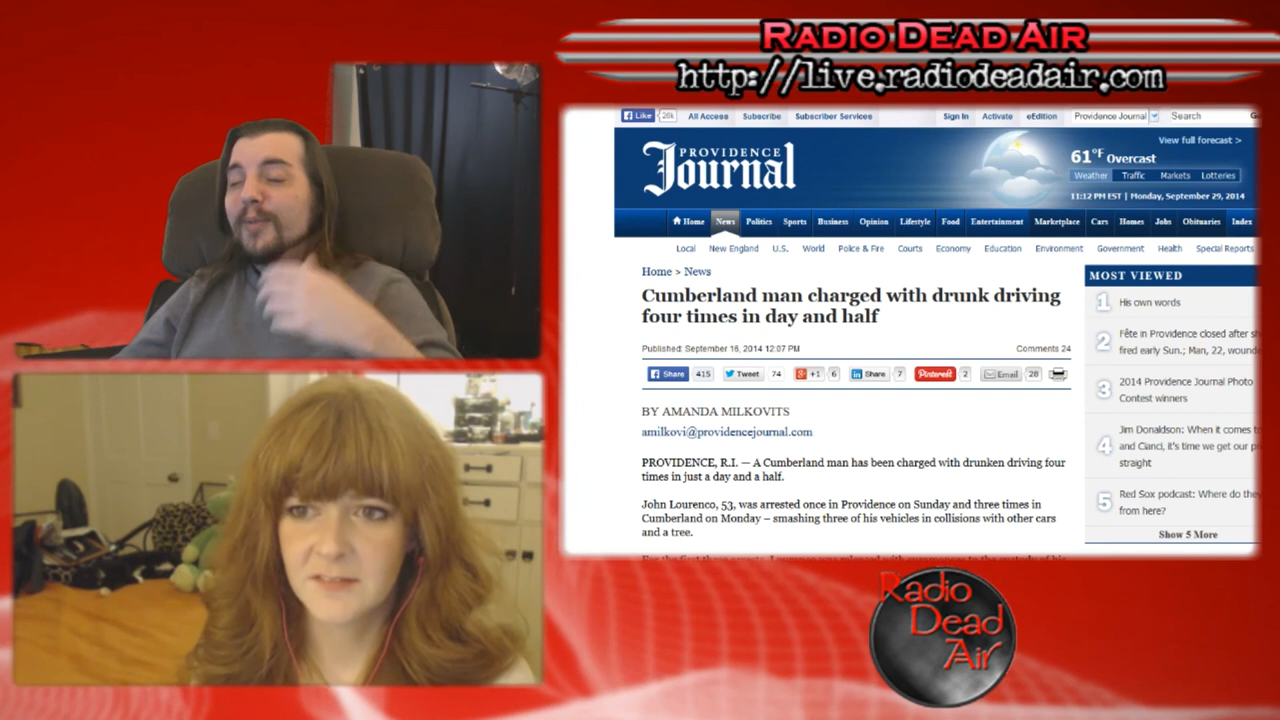 RADIO DEAD AIR
http://live.radiodeadair.com
Like 26k All Access Subscribe Subscriber Services Sign In Activate eEdition Providence Journal Search
PROVIDENCE
Journal
View full forecast >
61°F Overcast
Weather Traffic Markets Lotteries
11:12 PM EST | Monday, September 29, 2014
Home News Politics Sports Business Opinion Lifestyle Food Entertainment Marketplace Cars Homes Jobs Obituaries Index
Local New England U.S. World Police & Fire Courts Economy Education Environment Government Health Special Reports
Home > News
Cumberland man charged with drunk driving
four times in day and half
Published: September 16, 2014 12:07 PM Comments 24
Share 415 Tweet 74 +1 6 Share 7 Pinterest 2 Email 28
BY AMANDA MILKOVITS
amilkovi@providencejournal.com
PROVIDENCE, R.I. — A Cumberland man has been charged with drunken driving four
times in just a day and a half.
John Lourenco, 53, was arrested once in Providence on Sunday and three times in
Cumberland on Monday – smashing three of his vehicles in collisions with other cars
and a tree.
MOST VIEWED
1 His own words
2 Fête in Providence closed after
fired early Sun.; Man, 22,
3 2014 Providence Journal Photo
Contest winners
4 Jim Donaldson: When it comes
and Cianci, it's time we get our
straight
5 Red Sox podcast: Where do
from here?
Show 5 More
Radio
Dead
Air